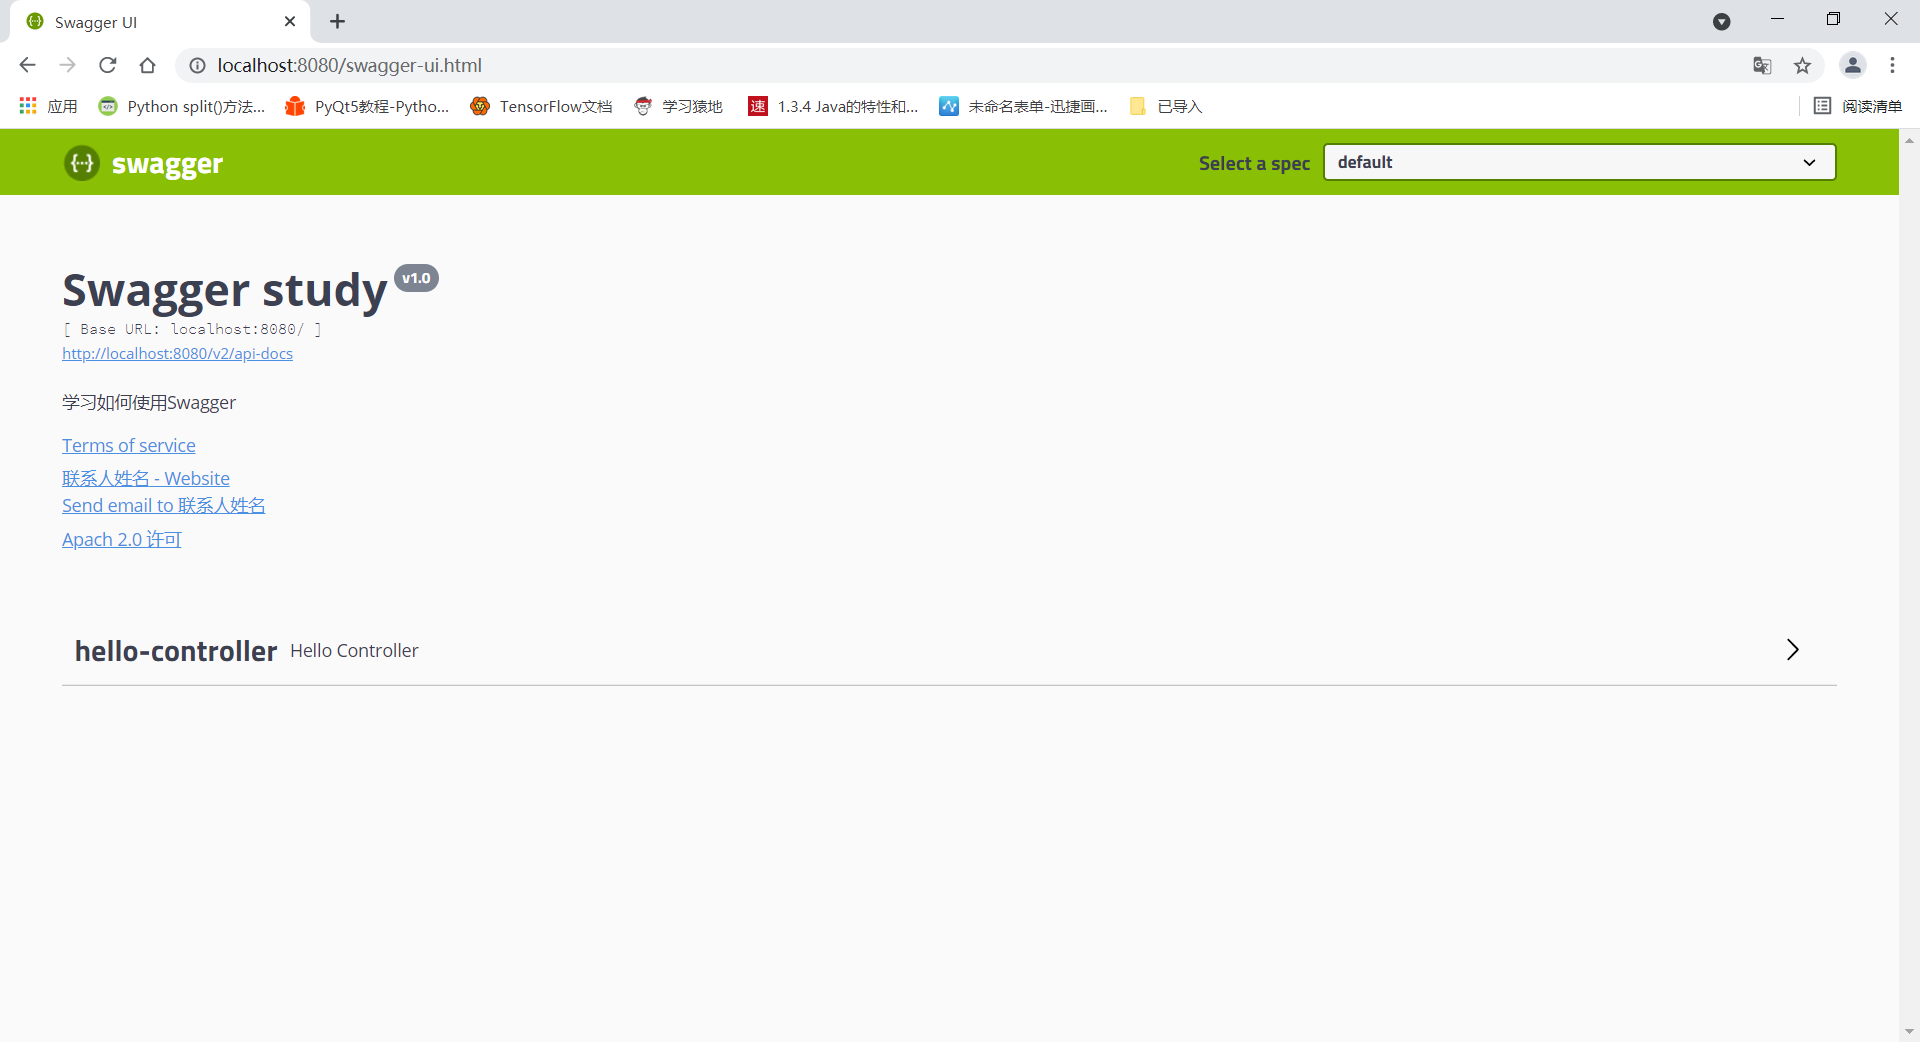 Swagger UI
localhost:8080/swagger-ui.html
应用 Python split()方法... PyQt5教程-Pytho... TensorFlow文档 学习猿地 速 1.3.4 Java的特性和... 未命名表单-迅捷画... 已导入 阅读清单
{···} swagger Select a spec default
Swagger study v1.0
[ Base URL: localhost:8080/ ]
http://localhost:8080/v2/api-docs
学习如何使用Swagger
Terms of service
联系人姓名 - Website
Send email to 联系人姓名
Apach 2.0 许可
hello-controller Hello Controller